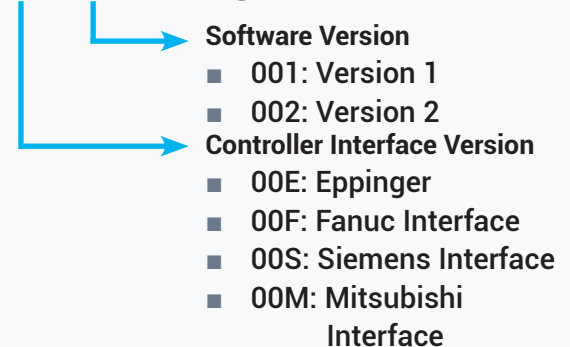 Software Version
■ 001: Version 1
■ 002: Version 2
Controller Interface Version
■ 00E: Eppinger
■ 00F: Fanuc Interface
■ 00S: Siemens Interface
■ 00M: Mitsubishi
Interface